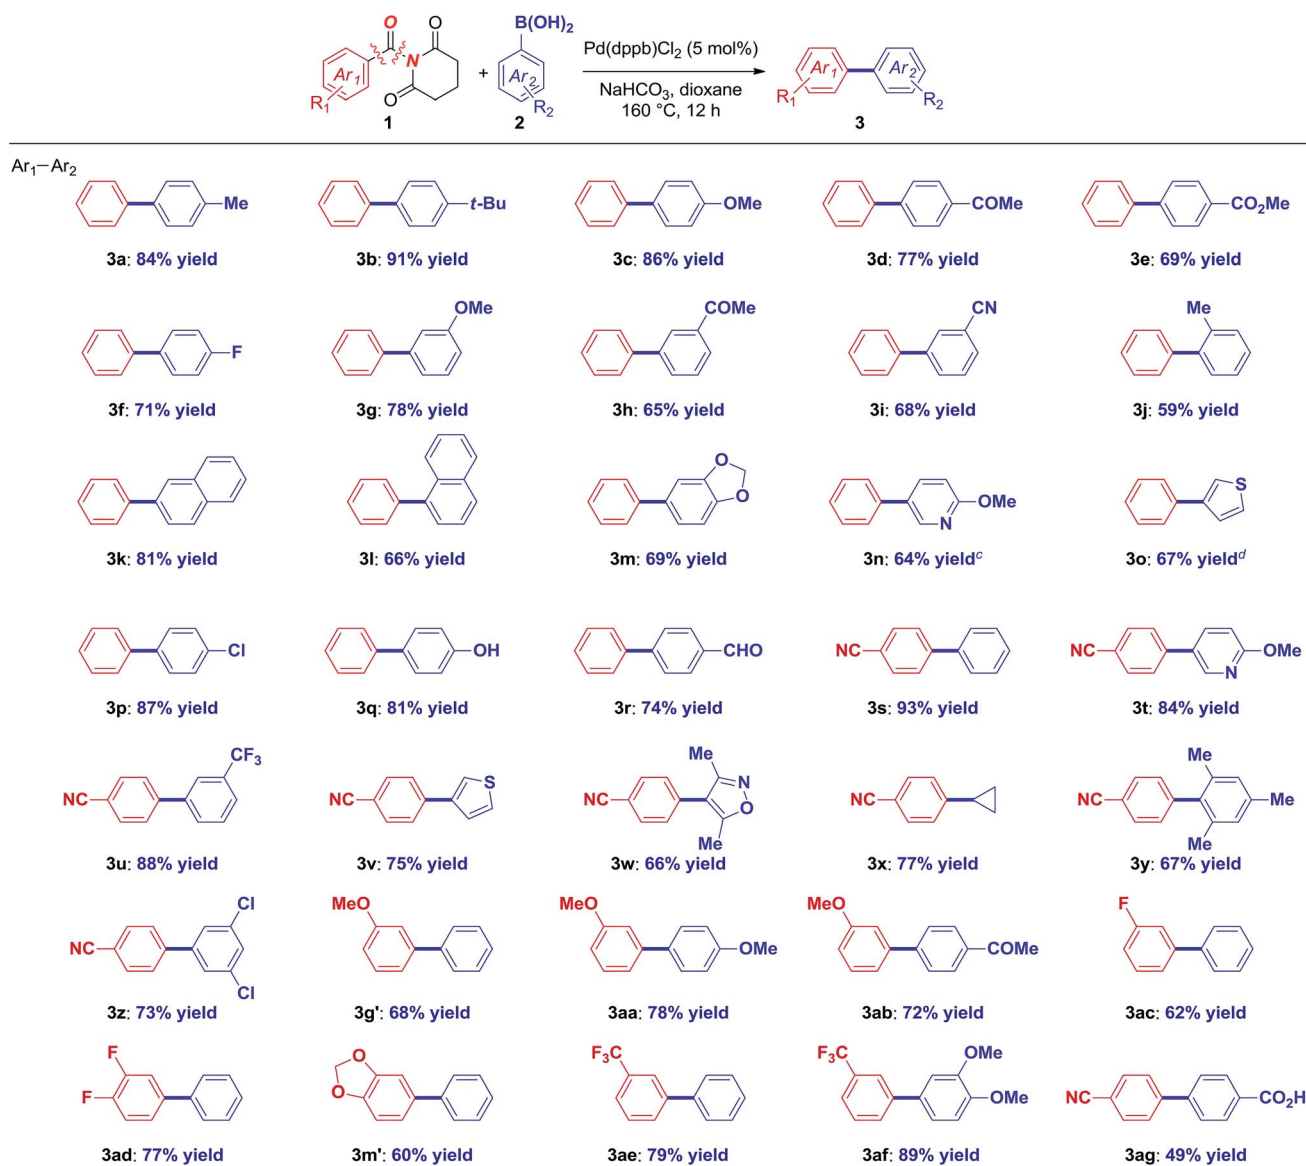 O
O
B(OH)2
Ar1
N
+
Ar2
Pd(dppb)Cl2 (5 mol%)
NaHCO3, dioxane
160 °C, 12 h
Ar1
Ar2
R1
O
R2
R1
R2
1
2
3
Ar1–Ar2
Me
t-Bu
OMe
COMe
CO2Me
3a: 84% yield
3b: 91% yield
3c: 86% yield
3d: 77% yield
3e: 69% yield
F
OMe
COMe
CN
Me
3f: 71% yield
3g: 78% yield
3h: 65% yield
3i: 68% yield
3j: 59% yield
O
O
N
OMe
S
3k: 81% yield
3l: 66% yield
3m: 69% yield
3n: 64% yieldc
3o: 67% yieldd
Cl
OH
CHO
NC
NC
N
OMe
3p: 87% yield
3q: 81% yield
3r: 74% yield
3s: 93% yield
3t: 84% yield
NC
CF3
NC
S
NC
Me
N
O
Me
NC
NC
Me
Me
Me
3u: 88% yield
3v: 75% yield
3w: 66% yield
3x: 77% yield
3y: 67% yield
NC
Cl
Cl
MeO
MeO
OMe
MeO
COMe
F
3z: 73% yield
3g': 68% yield
3aa: 78% yield
3ab: 72% yield
3ac: 62% yield
F
F
O
O
F3C
F3C
OMe
OMe
NC
CO2H
3ad: 77% yield
3m': 60% yield
3ae: 79% yield
3af: 89% yield
3ag: 49% yield